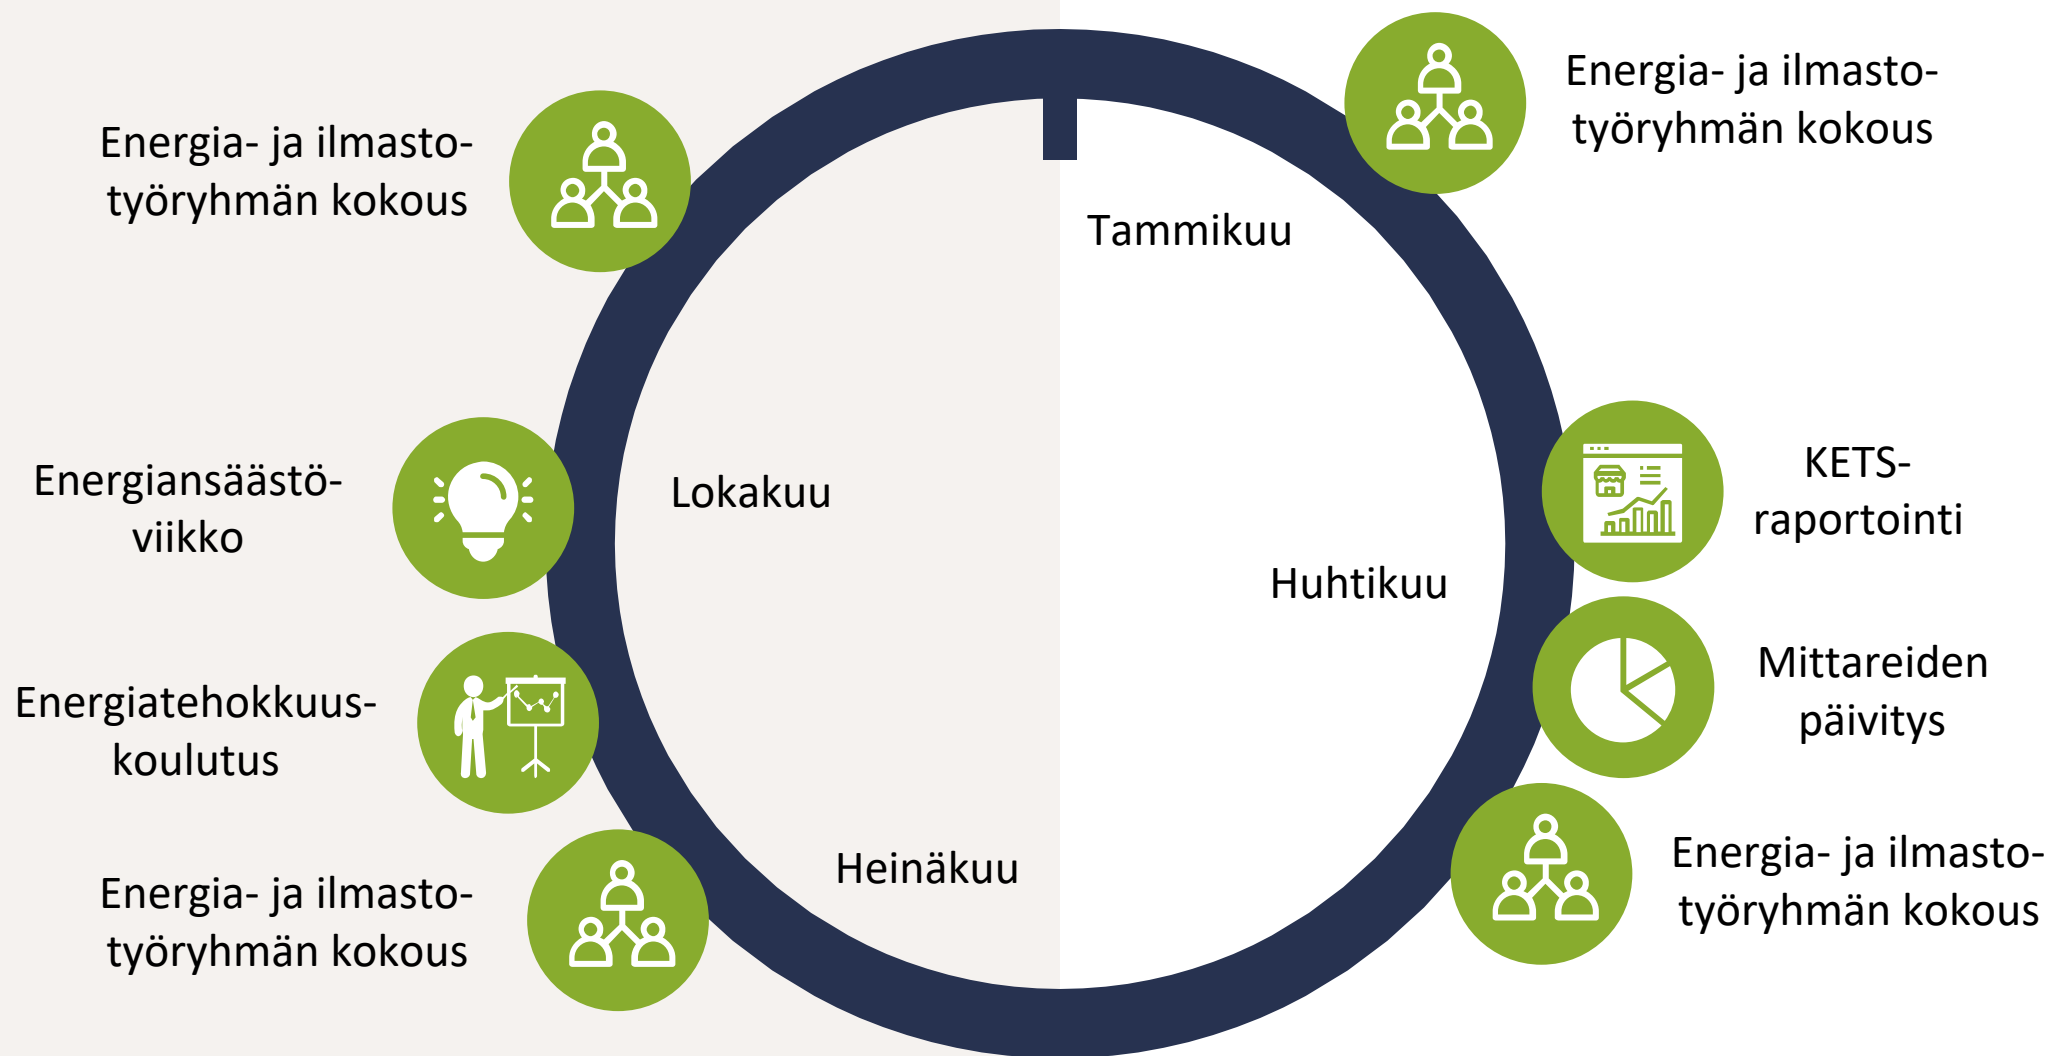 Energia- ja ilmasto-
työryhmän kokous
Energia- ja ilmasto-
työryhmän kokous
Tammikuu
KETS-
raportointi
Energiansäästö-
viikko
Lokakuu
Huhtikuu
Mittareiden
päivitys
Energiatehokkuus-
koulutus
Energia- ja ilmasto-
työryhmän kokous
Heinäkuu
Energia- ja ilmasto-
työryhmän kokous